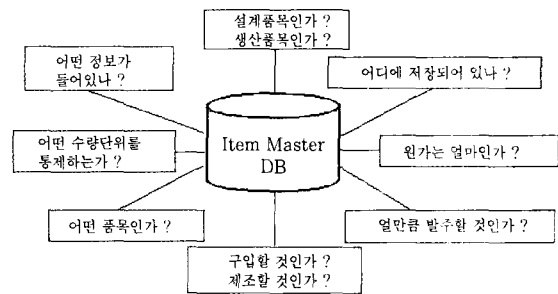 설계품목인가 ?
생산품목인가 ?
어떤 정보가
들어있나 ?
어디에 저장되어 있나 ?
어떤 수량단위를
통제하는가 ?
Item Master
DB
원가는 얼마인가 ?
어떤 품목인가 ?
얼만큼 발주할 것인가 ?
구입할 것인가 ?
제조할 것인가 ?